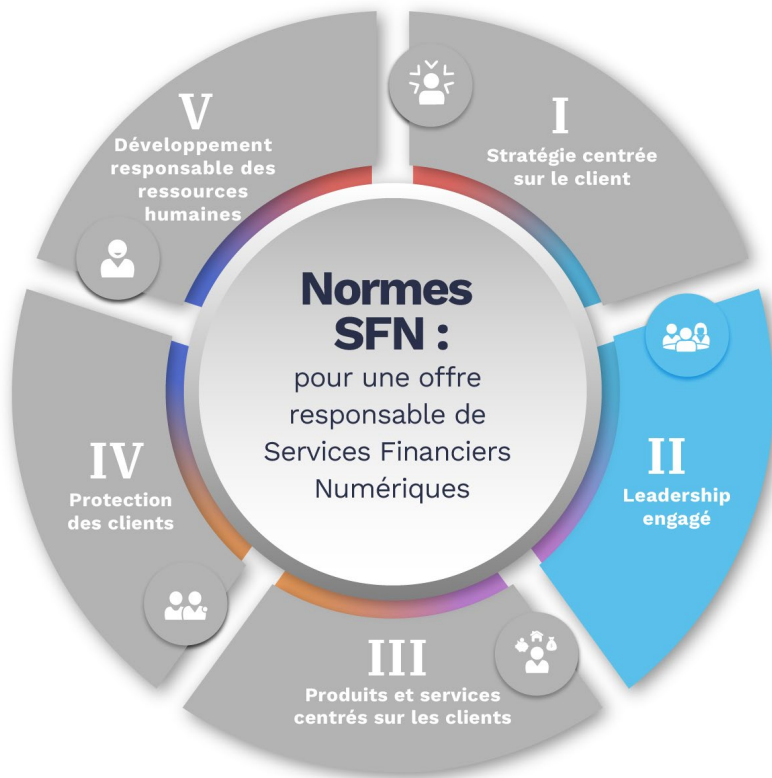 Normes
SFN :
pour une offre
responsable de
Services Financiers
Numériques
I
Stratégie centrée
sur le client
II
Leadership
engagé
III
Produits et services
centrés sur les clients
IV
Protection
des clients
V
Développement
responsable des
ressources
humaines